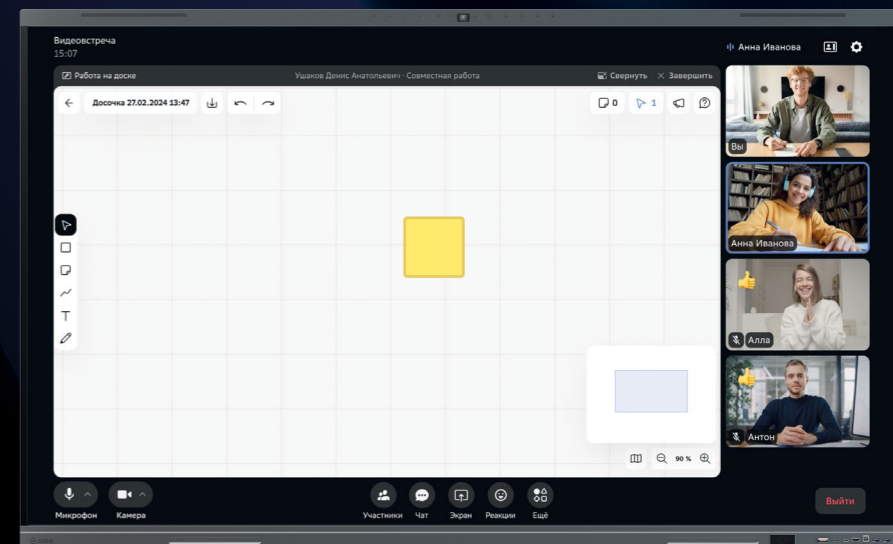 Видеовстреча
15:07
Анна Иванова
Работа на доске
Ушаков Денис Анатольевич - Совместная работа
Свернуть
Завершить
Досочка 27.02.2024 13:47
0
1
Вы
Анна Иванова
Алла
Антон
90 %
Микрофон
Камера
Участники
Чат
Экран
Реакции
Ещё
Выйти